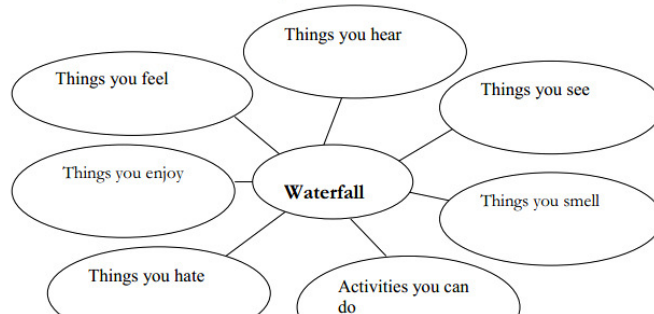 Things you hear
Things you feel
Things you see
Things you enjoy
Waterfall
Things you smell
Things you hate
Activities you can
do